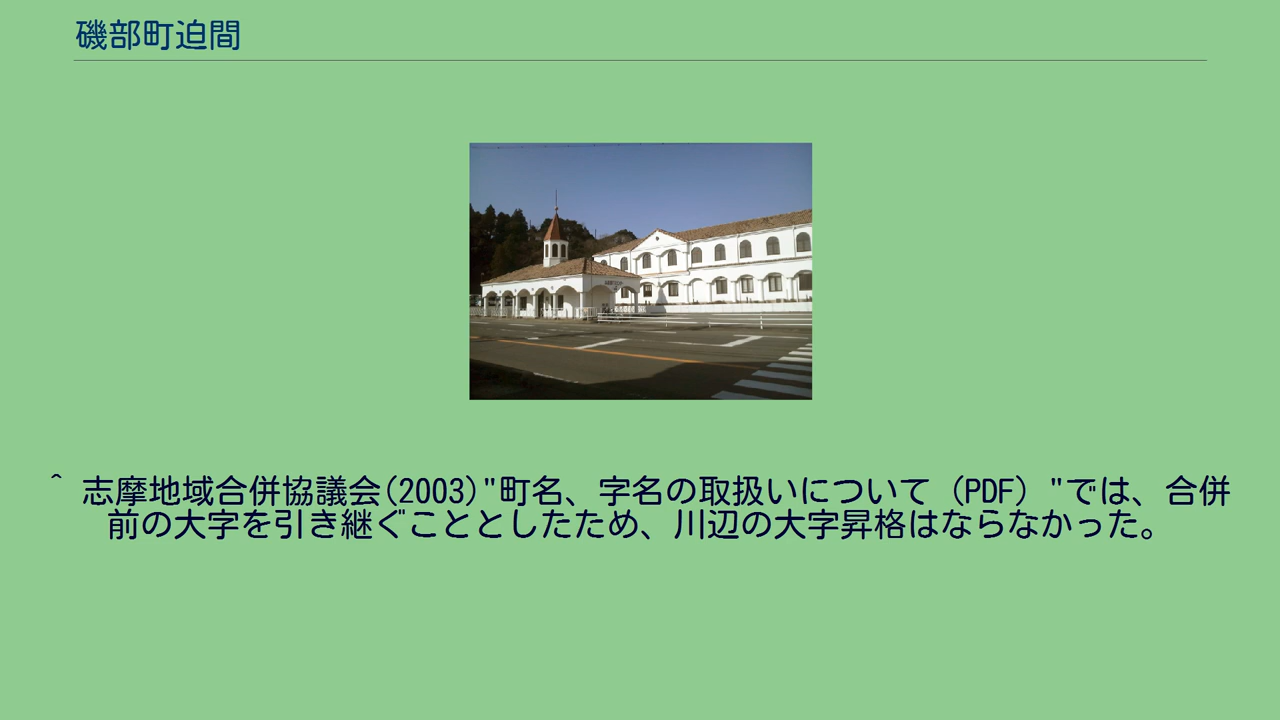 磯部町迫間
^ 志摩地域合併協議会(2003)"町名、字名の取扱いについて（PDF）"では、合併
前の大字を引き継ぐこととしたため、川辺の大字昇格はならなかった。